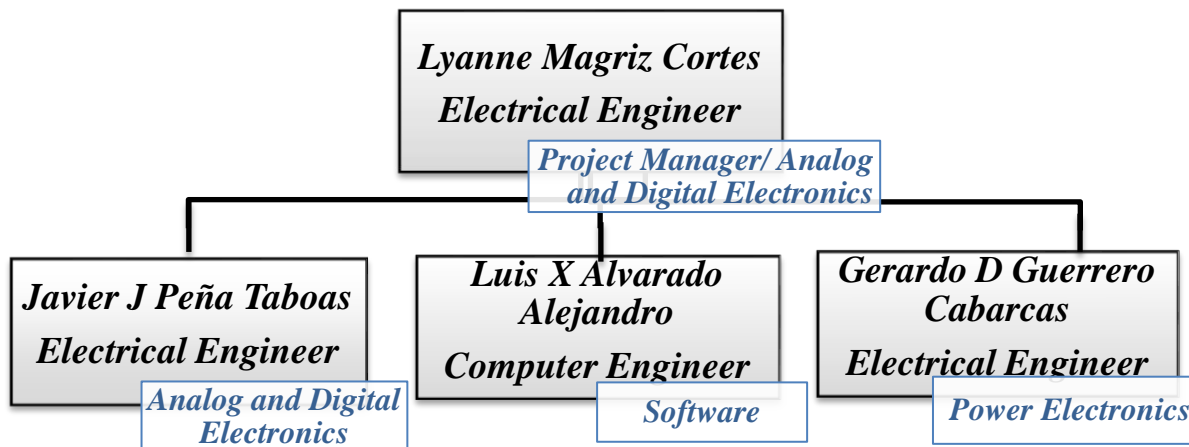 Lyanne Magriz Cortes
Electrical Engineer
Project Manager/ Analog
and Digital Electronics
Javier J Peña Taboas
Electrical Engineer
Analog and Digital
Electronics
Luis X Alvarado
Alejandro
Computer Engineer
Software
Gerardo D Guerrero
Cabarcas
Electrical Engineer
Power Electronics